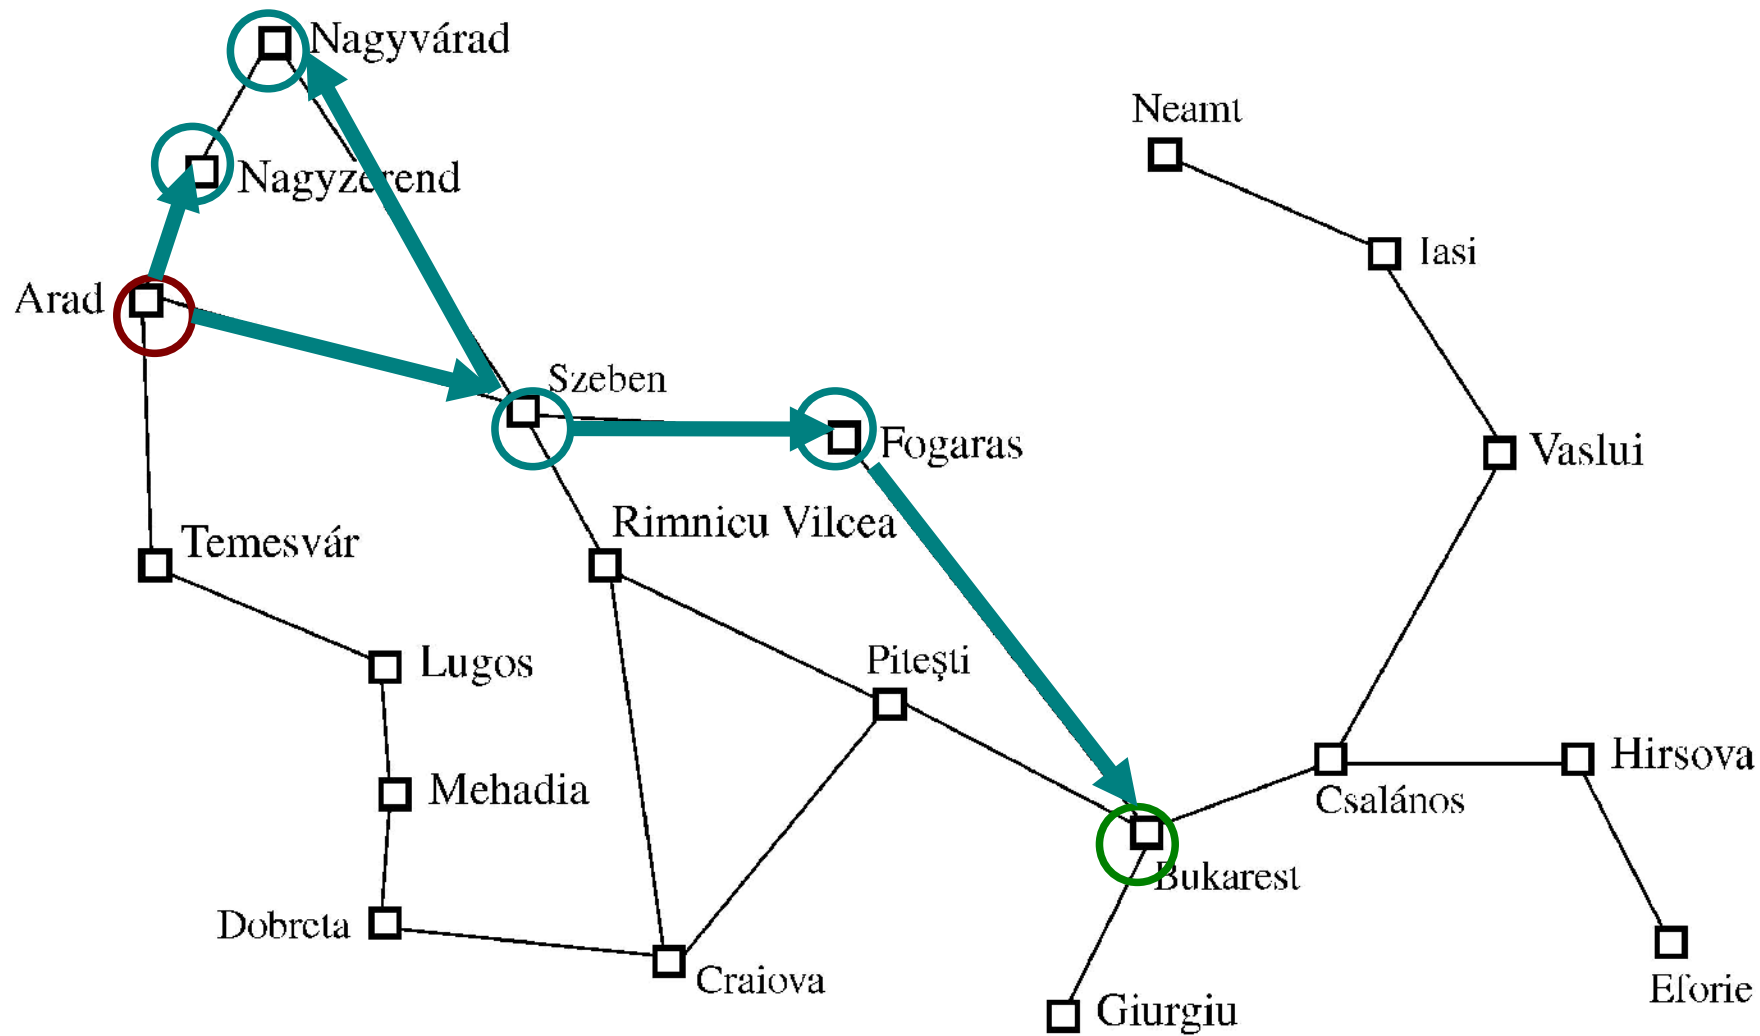 Nagyvárad
Neamt
Nagyzerend
Iasi
Arad
Szeben
Fogaras
Vaslui
Rimnicu Vilcea
Temesvár
Lugos
Piteşti
Hirsova
Mehadia
Csalános
Bukarest
Dobreta
Craiova
Eforie
Giurgiu